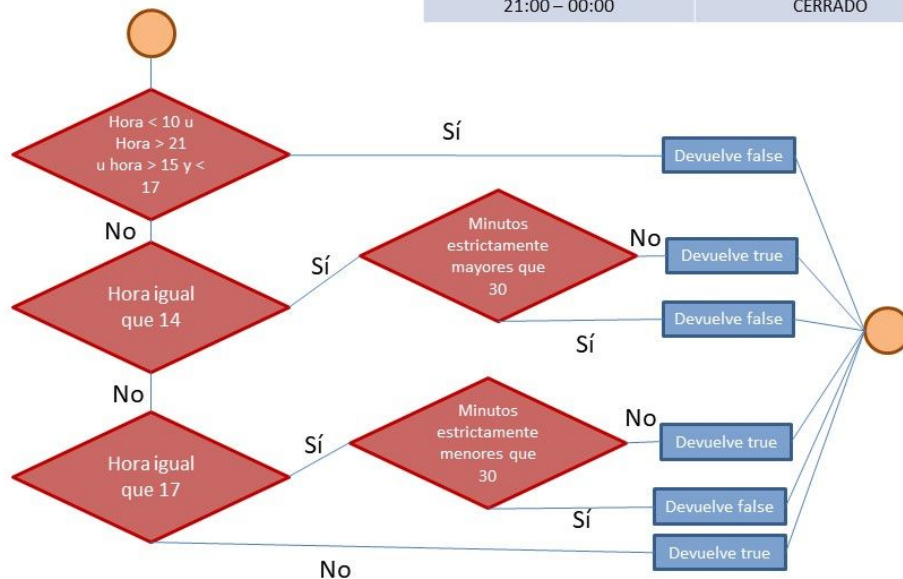 21:00 – 00:00 CERRADO
Hora < 10 u
Hora > 21
u hora > 15 y <
17
Sí
Devuelve false
No
Hora igual
que 14
Sí
Minutos
estrictamente
mayores que
30
No
Devuelve true
Sí
Devuelve false
No
Hora igual
que 17
Sí
Minutos
estrictamente
menores que
30
No
Devuelve true
Sí
Devuelve false
No
Devuelve true